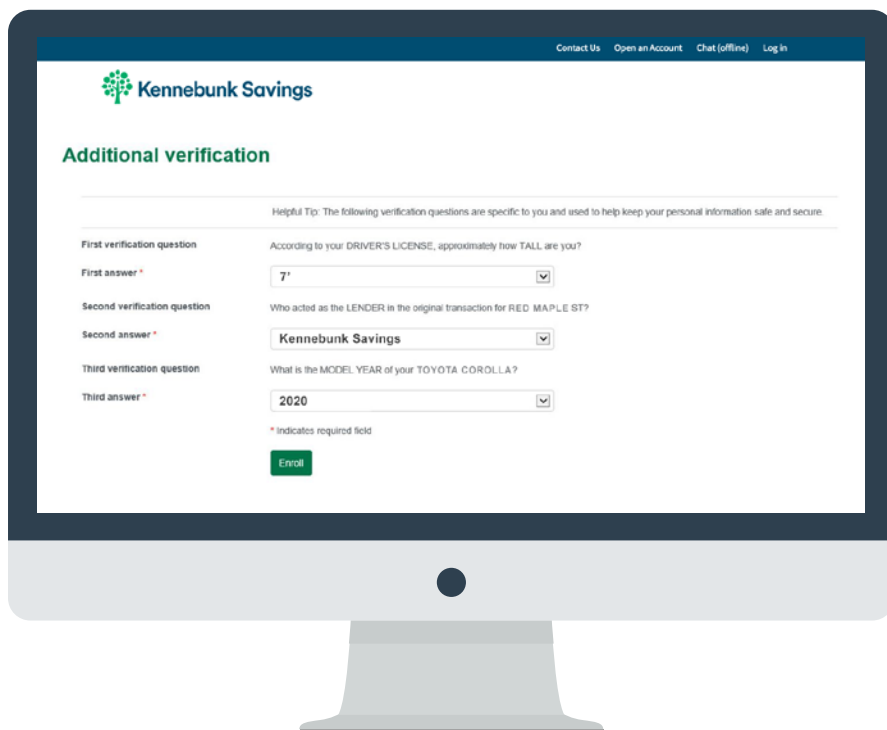 Contact Us Open an Account Chat (offline) Log in
Kennebunk Savings
Additional verification
Helpful Tip: The following verification questions are specific to you and used to help keep your personal information safe and secure.
First verification question According to your DRIVER'S LICENSE, approximately how TALL are you?
First answer * 7'
Second verification question Who acted as the LENDER in the original transaction for RED MAPLE ST?
Second answer * Kennebunk Savings
Third verification question What is the MODEL YEAR of your TOYOTA COROLLA?
Third answer * 2020
* Indicates required field
Enroll